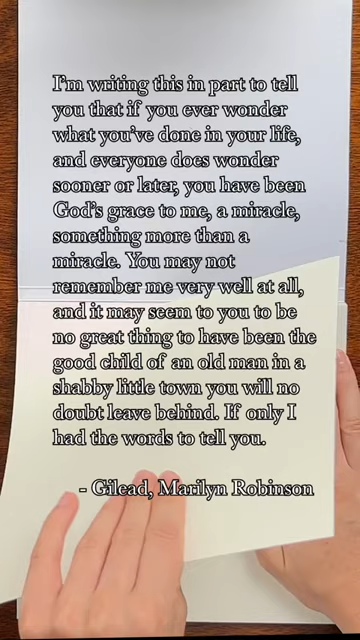 I'm writing this in part to tell
you that if you ever wonder
what you've done in your life,
and everyone does wonder
sooner or later, you have been
God's grace to me, a miracle,
something more than a
miracle. You may not
remember me very well at all,
and it may seem to you to be
no great thing to have been the
good child of an old man in a
shabby little town you will no
doubt leave behind. If only I
had the words to tell you.
- Gilead, Marilyn Robinson